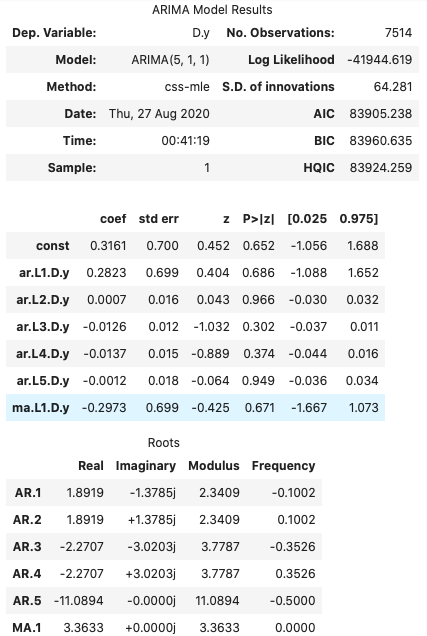 ARIMA Model Results
Dep. Variable: D.y No. Observations: 7514
Model: ARIMA(5, 1, 1) Log Likelihood -41944.619
Method: css-mle S.D. of innovations 64.281
Date: Thu, 27 Aug 2020 AIC 83905.238
Time: 00:41:19 BIC 83960.635
Sample: 1 HQIC 83924.259
coef std err z P>|z| [0.025 0.975]
const 0.3161 0.700 0.452 0.652 -1.056 1.688
ar.L1.D.y 0.2823 0.699 0.404 0.686 -1.088 1.652
ar.L2.D.y 0.0007 0.016 0.043 0.966 -0.030 0.032
ar.L3.D.y -0.0126 0.012 -1.032 0.302 -0.037 0.011
ar.L4.D.y -0.0137 0.015 -0.889 0.374 -0.044 0.016
ar.L5.D.y -0.0012 0.018 -0.064 0.949 -0.036 0.034
ma.L1.D.y -0.2973 0.699 -0.425 0.671 -1.667 1.073
Roots
Real Imaginary Modulus Frequency
AR.1 1.8919 -1.3785j 2.3409 -0.1002
AR.2 1.8919 +1.3785j 2.3409 0.1002
AR.3 -2.2707 -3.0203j 3.7787 -0.3526
AR.4 -2.2707 +3.0203j 3.7787 0.3526
AR.5 -11.0894 -0.0000j 11.0894 -0.5000
MA.1 3.3633 +0.0000j 3.3633 0.0000